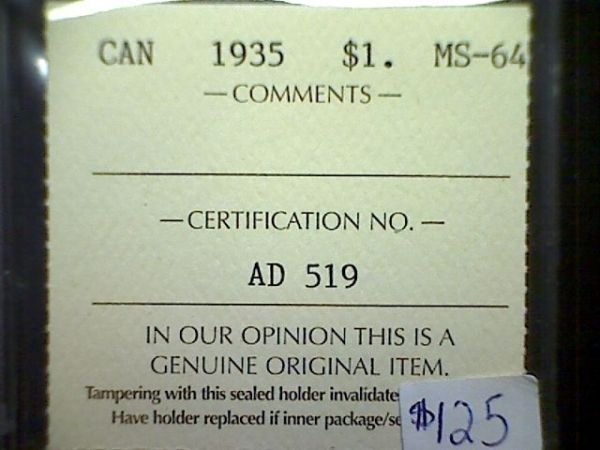 CAN 1935 $1. MS-64
— COMMENTS —
— CERTIFICATION NO. —
AD 519
IN OUR OPINION THIS IS A
GENUINE ORIGINAL ITEM.
Tampering with this sealed holder invalidate
Have holder replaced if inner package/se
$125